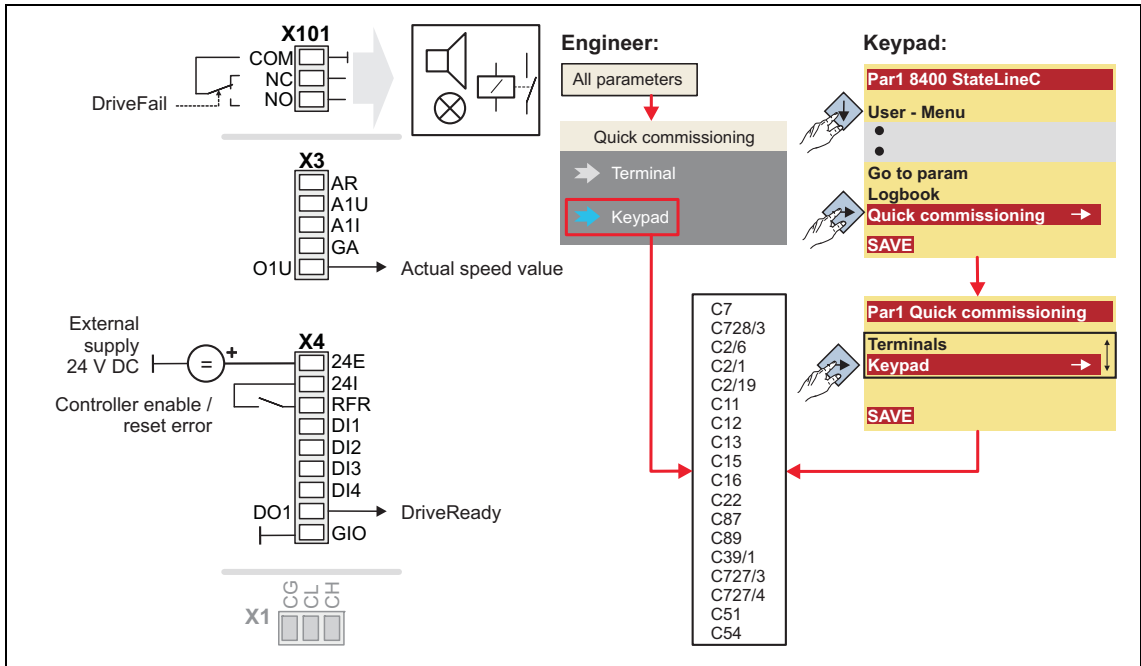 X101
COM
NC
NO
DriveFail
X3
AR
A1U
A1I
GA
O1U
Actual speed value
External
supply
24 V DC
=
+
X4
24E
24I
RFR
Controller enable /
reset error
DI1
DI2
DI3
DI4
DO1
DriveReady
GIO
X1
CG
CL
CH
Engineer:
All parameters
Quick commissioning
Terminal
Keypad
C7
C728/3
C2/6
C2/1
C2/19
C11
C12
C13
C15
C16
C22
C87
C89
C39/1
C727/3
C727/4
C51
C54
Keypad:
Par1 8400 StateLineC
User - Menu
Go to param
Logbook
Quick commissioning
SAVE
Par1 Quick commissioning
Terminals
Keypad
SAVE